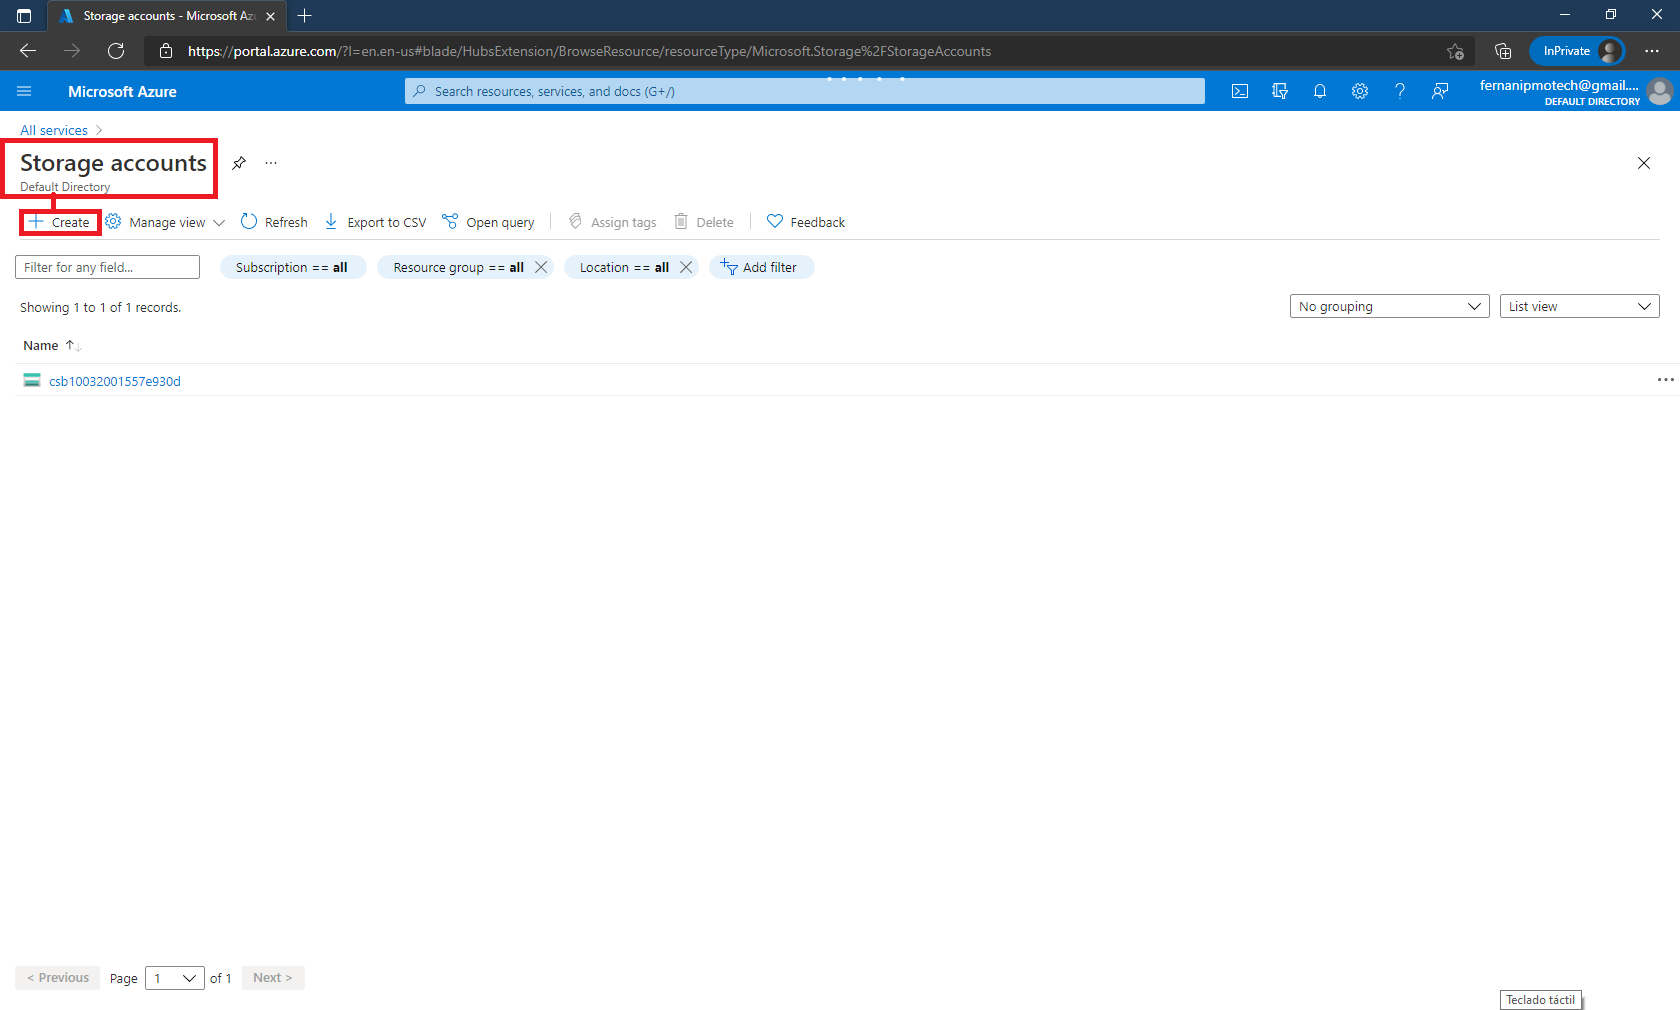 Storage accounts - Microsoft Azu
https://portal.azure.com/?l=en.en-us#blade/HubsExtension/BrowseResource/resourceType/Microsoft.Storage%2FStorageAccounts
InPrivate
Microsoft Azure
Search resources, services, and docs (G+/)
fernanipmotech@gmail....
DEFAULT DIRECTORY
All services >
Storage accounts
Default Directory
+ Create
Manage view
Refresh
Export to CSV
Open query
Assign tags
Delete
Feedback
Filter for any field...
Subscription == all
Resource group == all
Location == all
Add filter
Showing 1 to 1 of 1 records.
No grouping
List view
Name ↑↓
csb10032001557e930d
< Previous
Page 1 of 1
Next >
Teclado táctil